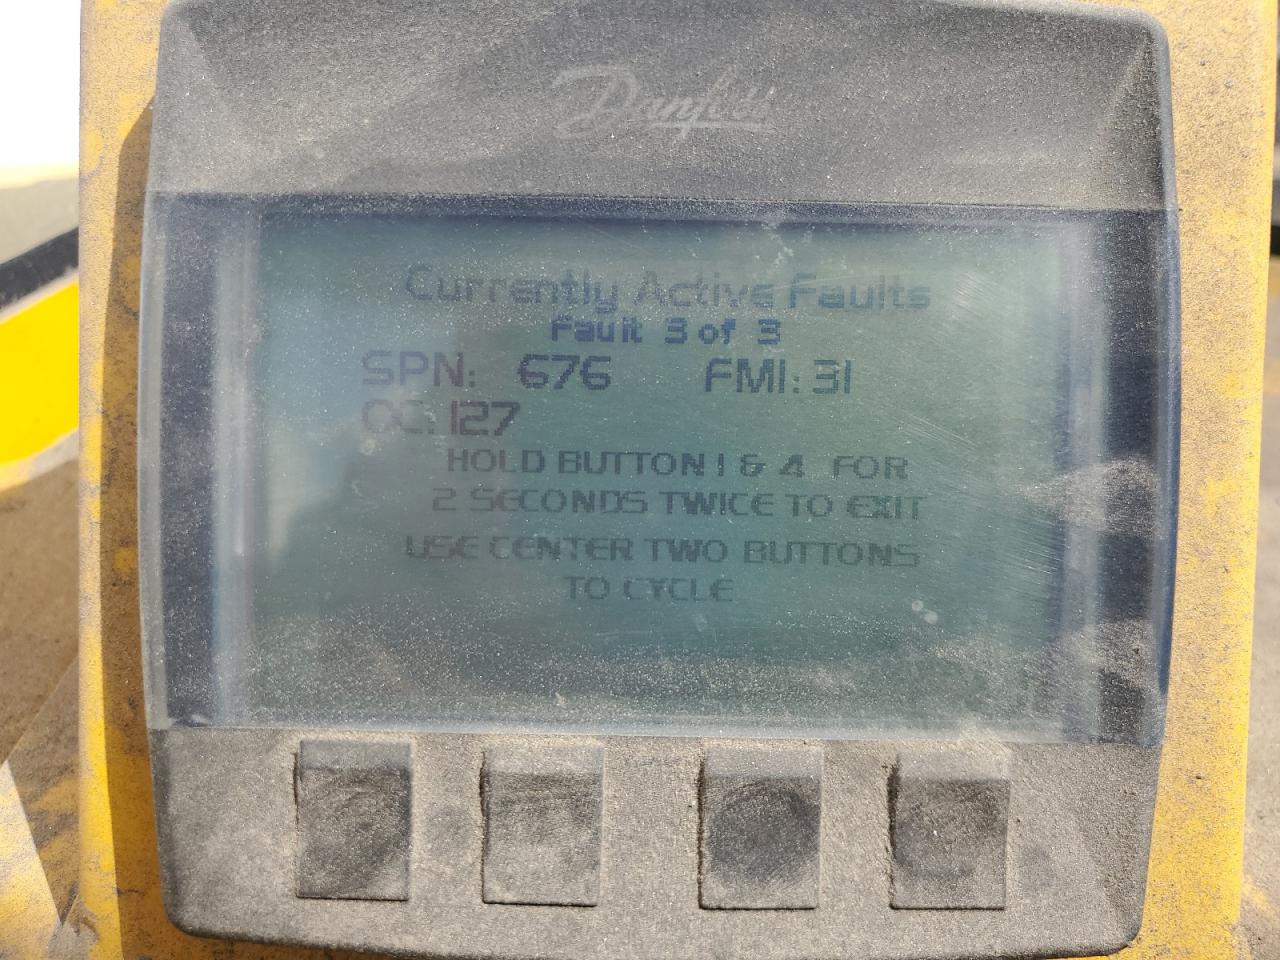 Danfoss
Currently Active Faults
Fault 3 of 3
SPN: 676 FMI: 31
OC: 127
HOLD BUTTON 1 & 4 FOR
2 SECONDS TWICE TO EXIT
USE CENTER TWO BUTTONS
TO CYCLE